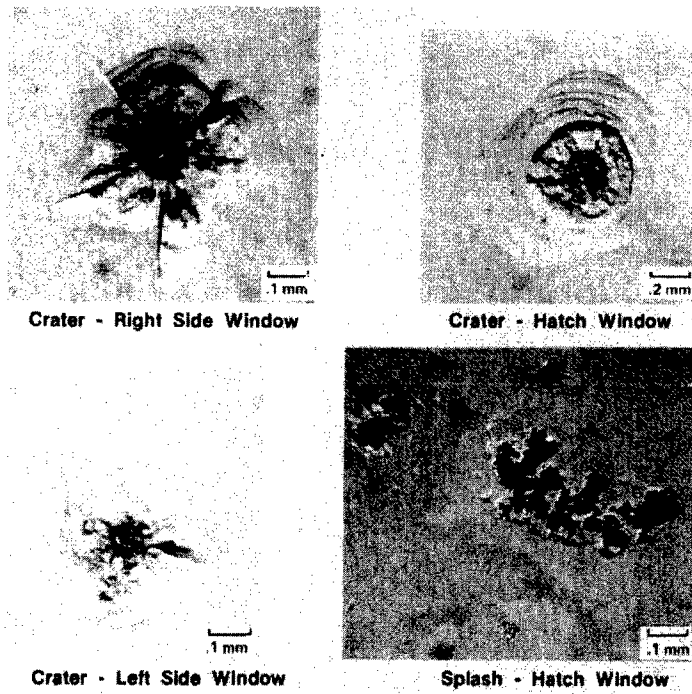 .1 mm
.2 mm
Crater - Right Side Window
Crater - Hatch Window
.1 mm
.1 mm
Crater - Left Side Window
Splash - Hatch Window